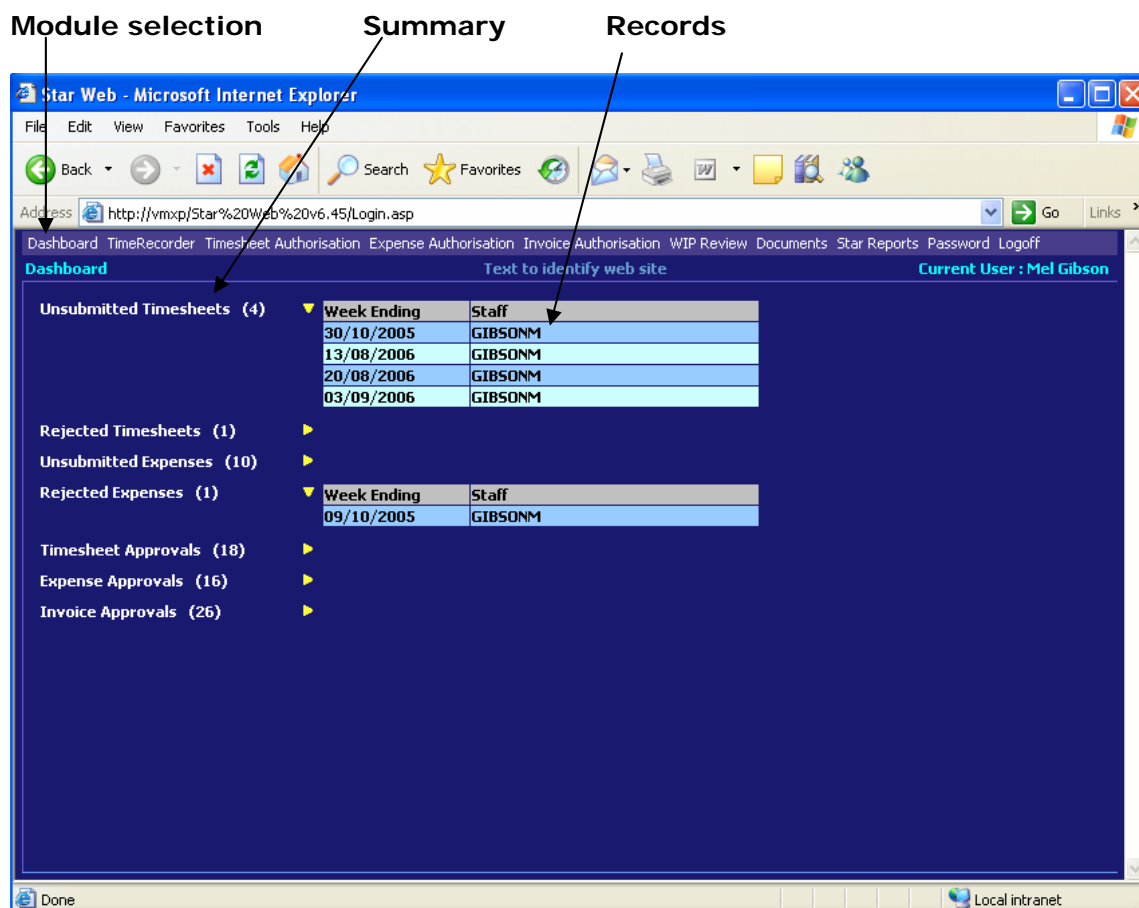 Module selection Summary Records
Star Web - Microsoft Internet Explorer
File Edit View Favorites Tools Help
Back Search Favorites
Address http://vmxp/Star%20Web%20v6.45/Login.asp Go Links
Dashboard TimeRecorder Timesheet Authorisation Expense Authorisation Invoice Authorisation WIP Review Documents Star Reports Password Logoff
Dashboard Text to identify web site Current User : Mel Gibson
Unsubmitted Timesheets (4) Week Ending Staff
30/10/2005 GIBSONM
13/08/2006 GIBSONM
20/08/2006 GIBSONM
03/09/2006 GIBSONM
Rejected Timesheets (1)
Unsubmitted Expenses (10)
Rejected Expenses (1) Week Ending Staff
09/10/2005 GIBSONM
Timesheet Approvals (18)
Expense Approvals (16)
Invoice Approvals (26)
Done Local intranet